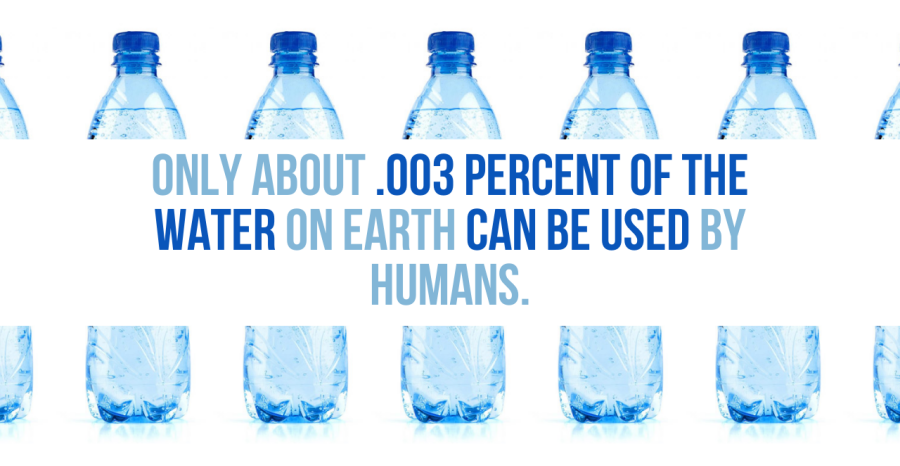 ONLY ABOUT .003 PERCENT OF THE
WATER ON EARTH CAN BE USED BY
HUMANS.